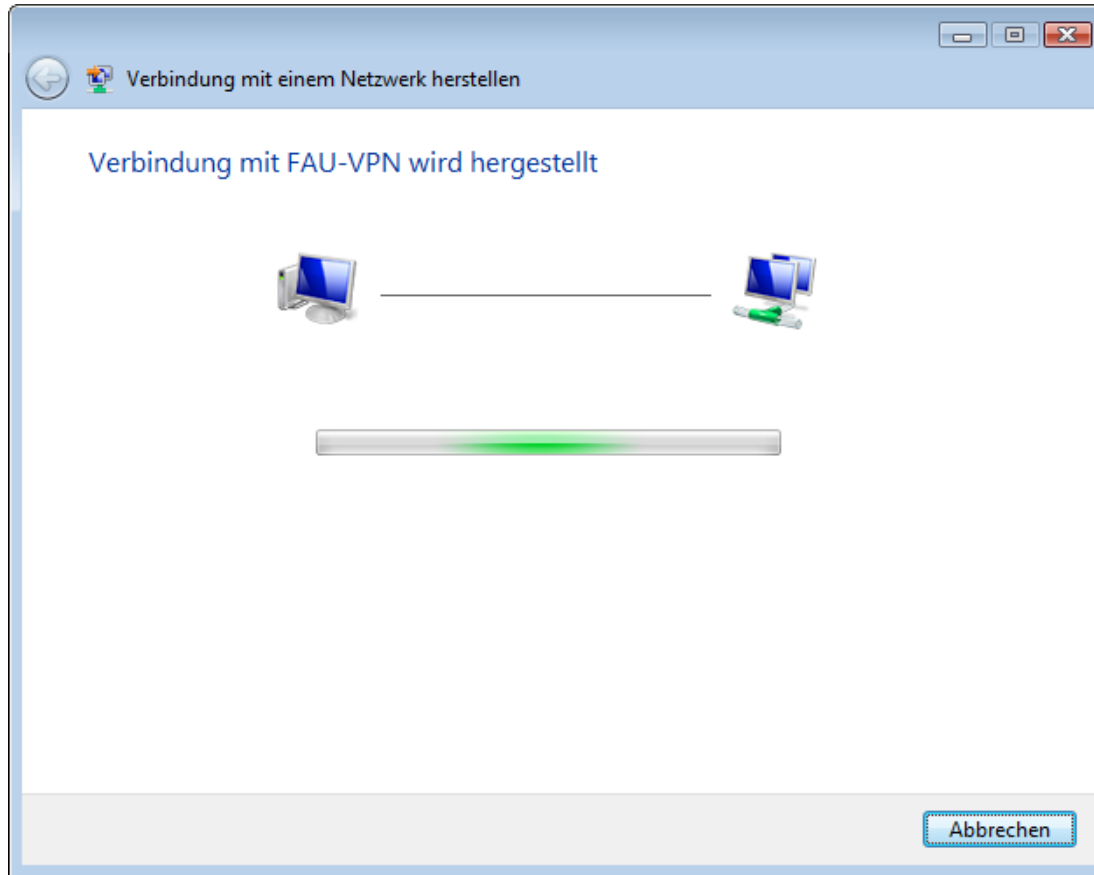 Verbindung mit einem Netzwerk herstellen
Verbindung mit FAU-VPN wird hergestellt
Abbrechen